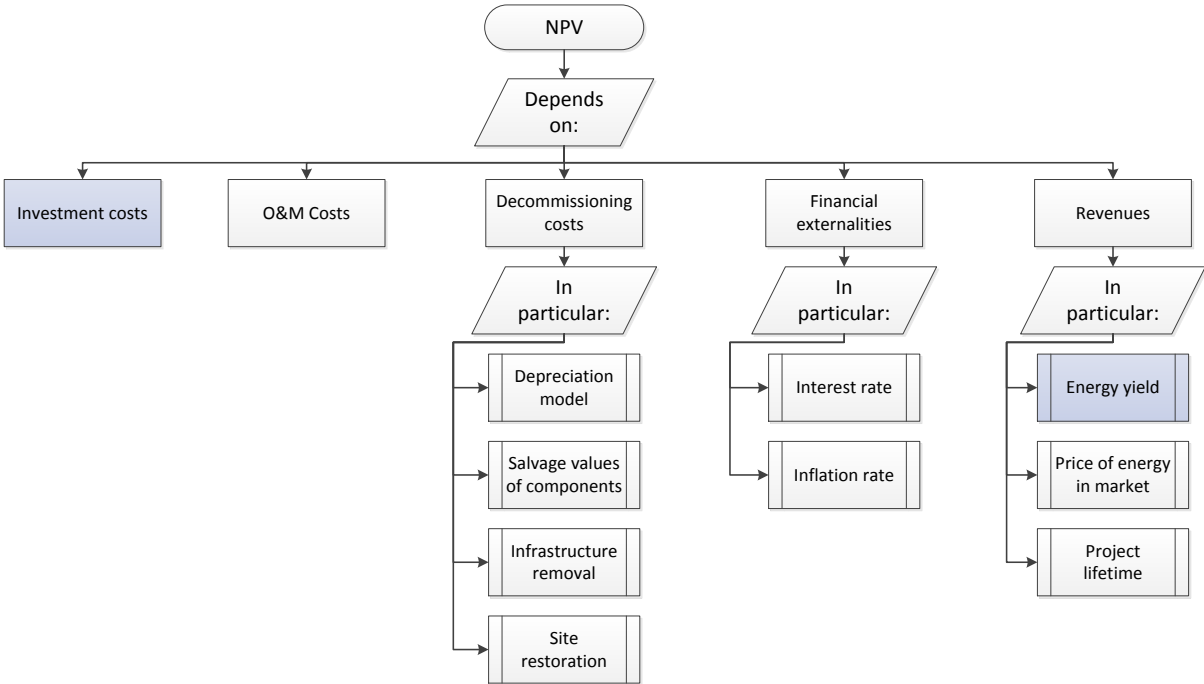 NPV
Depends
on:
Investment costs
O&M Costs
Decommissioning
costs
Financial
externalities
Revenues
In
particular:
In
particular:
In
particular:
Depreciation
model
Salvage values
of components
Infrastructure
removal
Site
restoration
Interest rate
Inflation rate
Energy yield
Price of energy
in market
Project
lifetime